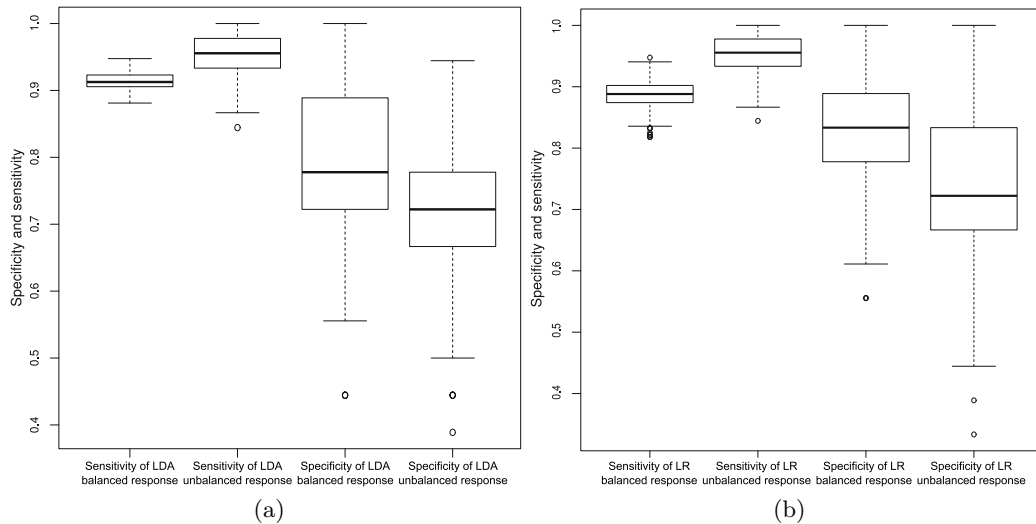 Specificity and sensitivity
1.0
0.9
0.8
0.7
0.6
0.5
0.4
Sensitivity of LDA
balanced response
Sensitivity of LDA
unbalanced response
Specificity of LDA
balanced response
Specificity of LDA
unbalanced response
(a)
Specificity and sensitivity
1.0
0.9
0.8
0.7
0.6
0.5
0.4
Sensitivity of LR
balanced response
Sensitivity of LR
unbalanced response
Specificity of LR
balanced response
Specificity of LR
unbalanced response
(b)